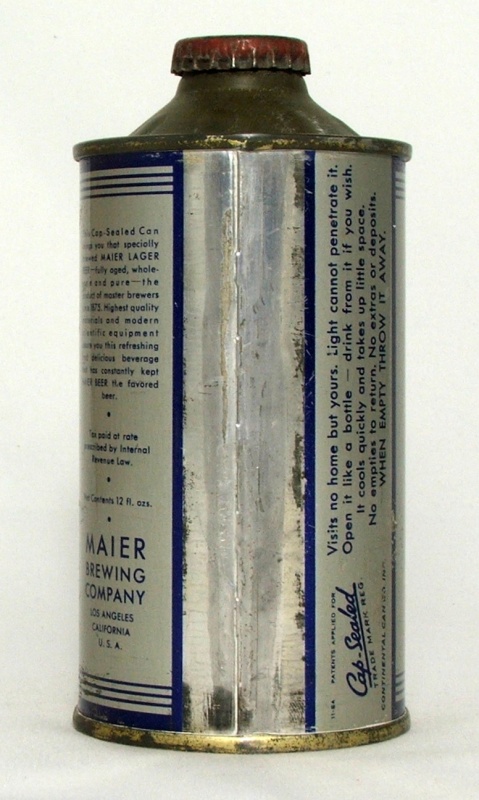 Cap-Sealed Can
you that specially
MAIER LAGER
fully aged, whole-
and pure—the
of master brewers
1875. Highest quality
and modern
equipment
you this refreshing
delicious beverage
has constantly kept
BEER the favored
beer.
Tax paid at rate
prescribed by Internal
Revenue Law.
Contents 12 fl. ozs.
MAIER
BREWING
COMPANY
LOS ANGELES
CALIFORNIA
U. S. A.
Visits no home but yours. Light cannot penetrate it.
Open it like a bottle — drink from it if you wish.
It cools quickly and takes up little space.
No empties to return. No extras or deposits.
WHEN EMPTY THROW IT AWAY.
PATENTS APPLIED FOR
Cap-Sealed
TRADE MARK REG.
CONTINENTAL CAN CO. INC.